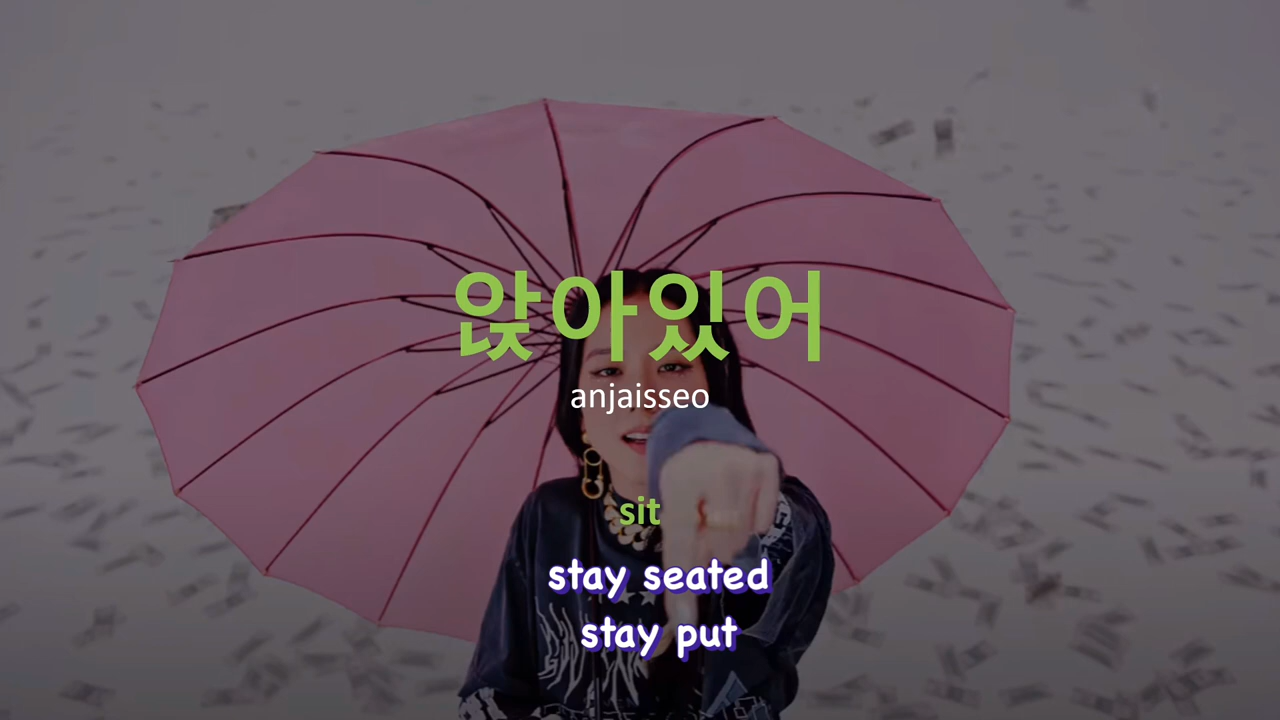 앉아있어
anjaisseo
sit
stay seated
stay put